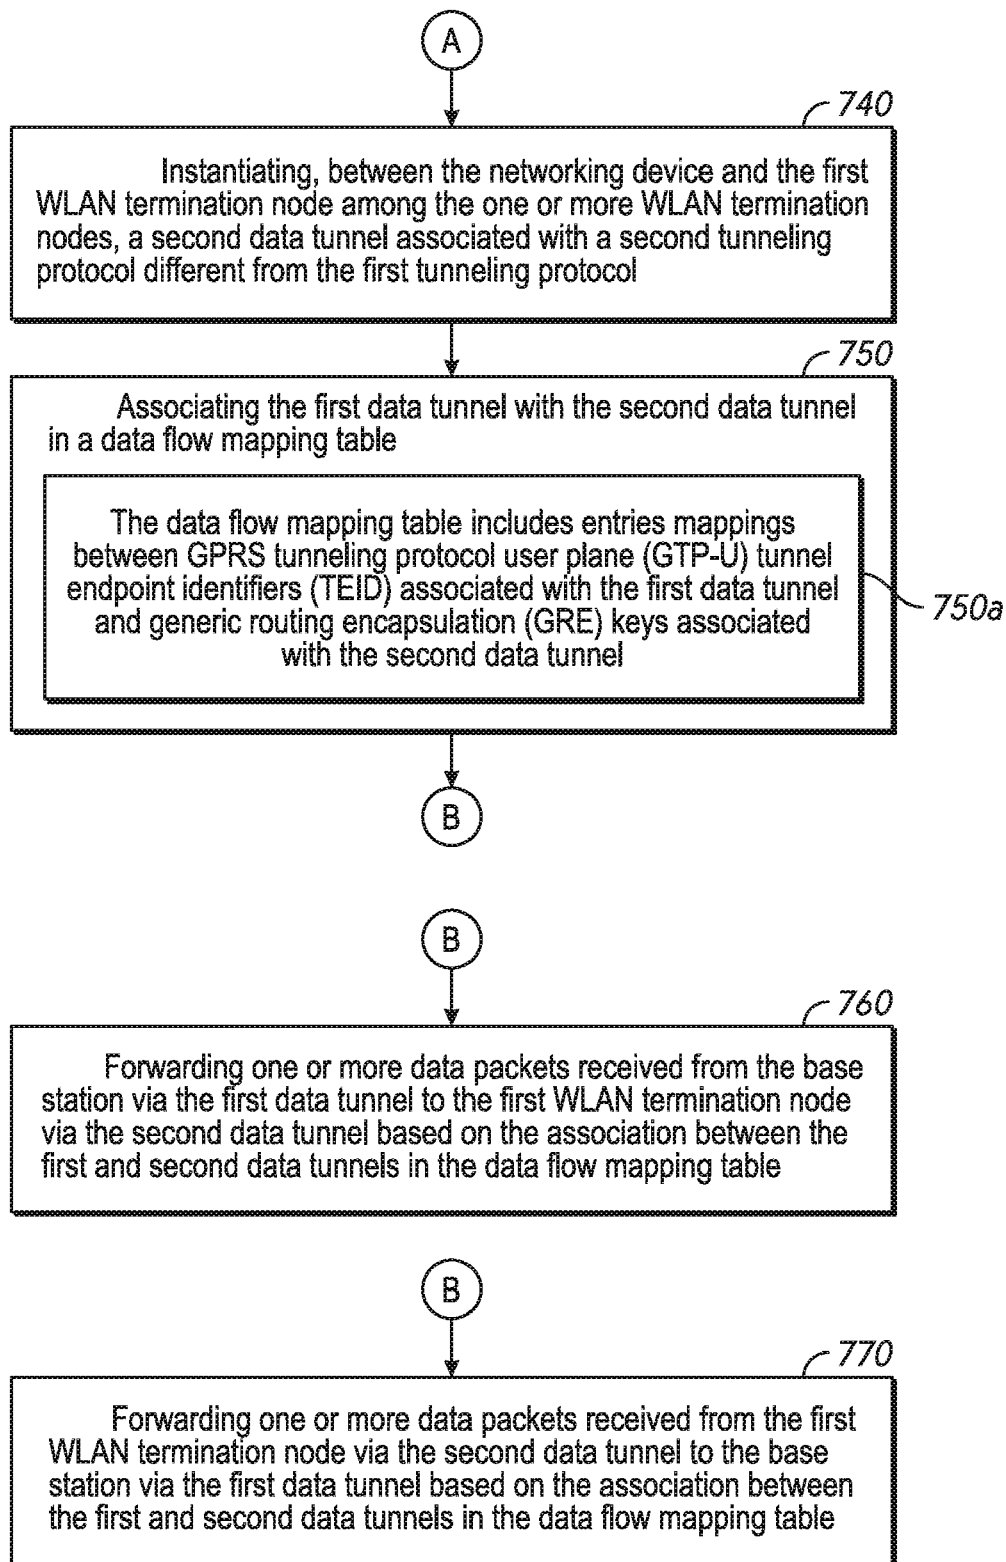 A
740
Instantiating, between the networking device and the first
WLAN termination node among the one or more WLAN termination
nodes, a second data tunnel associated with a second tunneling
protocol different from the first tunneling protocol
750
Associating the first data tunnel with the second data tunnel
in a data flow mapping table
The data flow mapping table includes entries mappings
between GPRS tunneling protocol user plane (GTP-U) tunnel
endpoint identifiers (TEID) associated with the first data tunnel
and generic routing encapsulation (GRE) keys associated
with the second data tunnel
750a
B
B
760
Forwarding one or more data packets received from the base
station via the first data tunnel to the first WLAN termination node
via the second data tunnel based on the association between the
first and second data tunnels in the data flow mapping table
B
770
Forwarding one or more data packets received from the first
WLAN termination node via the second data tunnel to the base
station via the first data tunnel based on the association between
the first and second data tunnels in the data flow mapping table